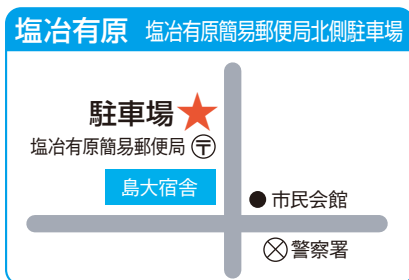 塩冶有原 塩冶有原簡易郵便局北側駐車場
駐車場★
塩冶有原簡易郵便局〶
島大宿舎
●市民会館
警察署